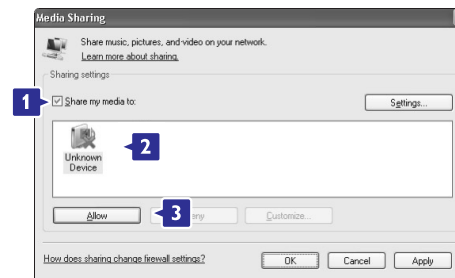 Media Sharing
Share music, pictures, and video on your network.
Learn more about sharing.
Sharing settings
1
Share my media to:
Settings...
Unknown
Device
2
Allow
3
Customize...
How does sharing change firewall settings?
OK
Cancel
Apply